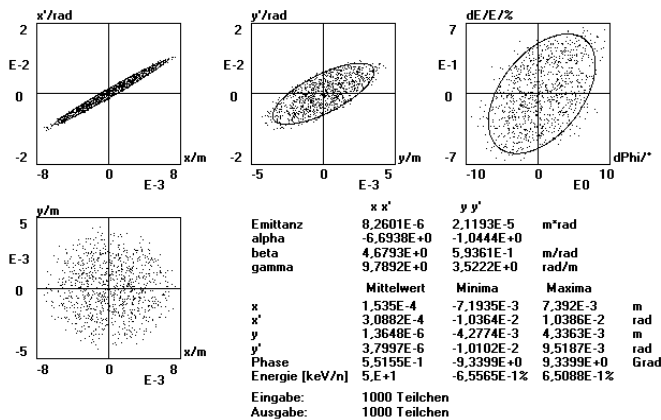 x'/rad
2
E-2
0
-2
-8
0
8
E-3
x/m
y'/rad
2
E-2
0
-2
-5
0
5
E-3
y/m
dE/E/%
7
E-1
0
-7
-10
0
10
E0
dPhi/°
y/m
5
E-3
0
-5
-8
0
8
E-3
x/m
x x' y y'
Emittanz 8,2601E-6 2,1193E-5 m*rad
alpha -6,6938E+0 -1,0444E+0
beta 4,6793E+0 5,9361E-1 m/rad
gamma 9,7892E+0 3,5222E+0 rad/m
Mittelwert Minima Maxima
x 1,535E-4 -7,1935E-3 7,392E-3 m
x' 3,0882E-4 -1,0364E-2 1,0386E-2 rad
y 1,3648E-6 -4,2774E-3 4,3363E-3 m
y' 3,7997E-6 -1,0102E-2 9,5187E-3 rad
Phase 5,5155E-1 -9,3399E+0 9,3399E+0 Grad
Energie [keV/n] 5,E+1 -6,5565E-1% 6,5088E-1%
Eingabe: 1000 Teilchen
Ausgabe: 1000 Teilchen